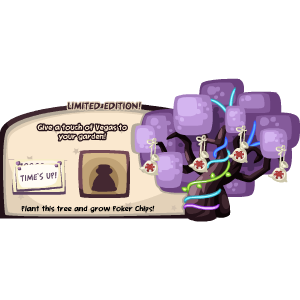 LIMITED EDITION!
Give a touch of Vegas to
your garden!
TIME'S UP!
Plant this tree and grow Poker Chips!